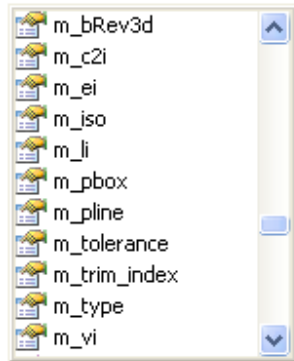 m_bRev3d
m_c2i
m_ei
m_iso
m_li
m_pbox
m_pline
m_tolerance
m_trim_index
m_type
m_vi